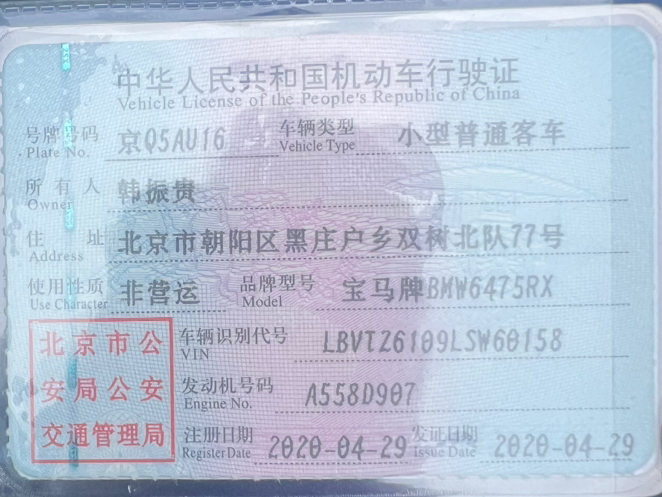 中华人民共和国机动车行驶证
Vehicle License of the People's Republic of China
号牌号码 京Q5AU16 车辆类型 小型普通客车
Plate No. Vehicle Type
所有人 韩振贵
Owner
住址 北京市朝阳区黑庄户乡双树北队77号
Address
使用性质 非营运 品牌型号 宝马牌BMW6475RX
Use Character Model
北京市公安局公安交通管理局
车辆识别代号 LBVTZ6109LSW60158
VIN
发动机号码 A558D907
Engine No.
注册日期 2020-04-29 发证日期 2020-04-29
Register Date Issue Date